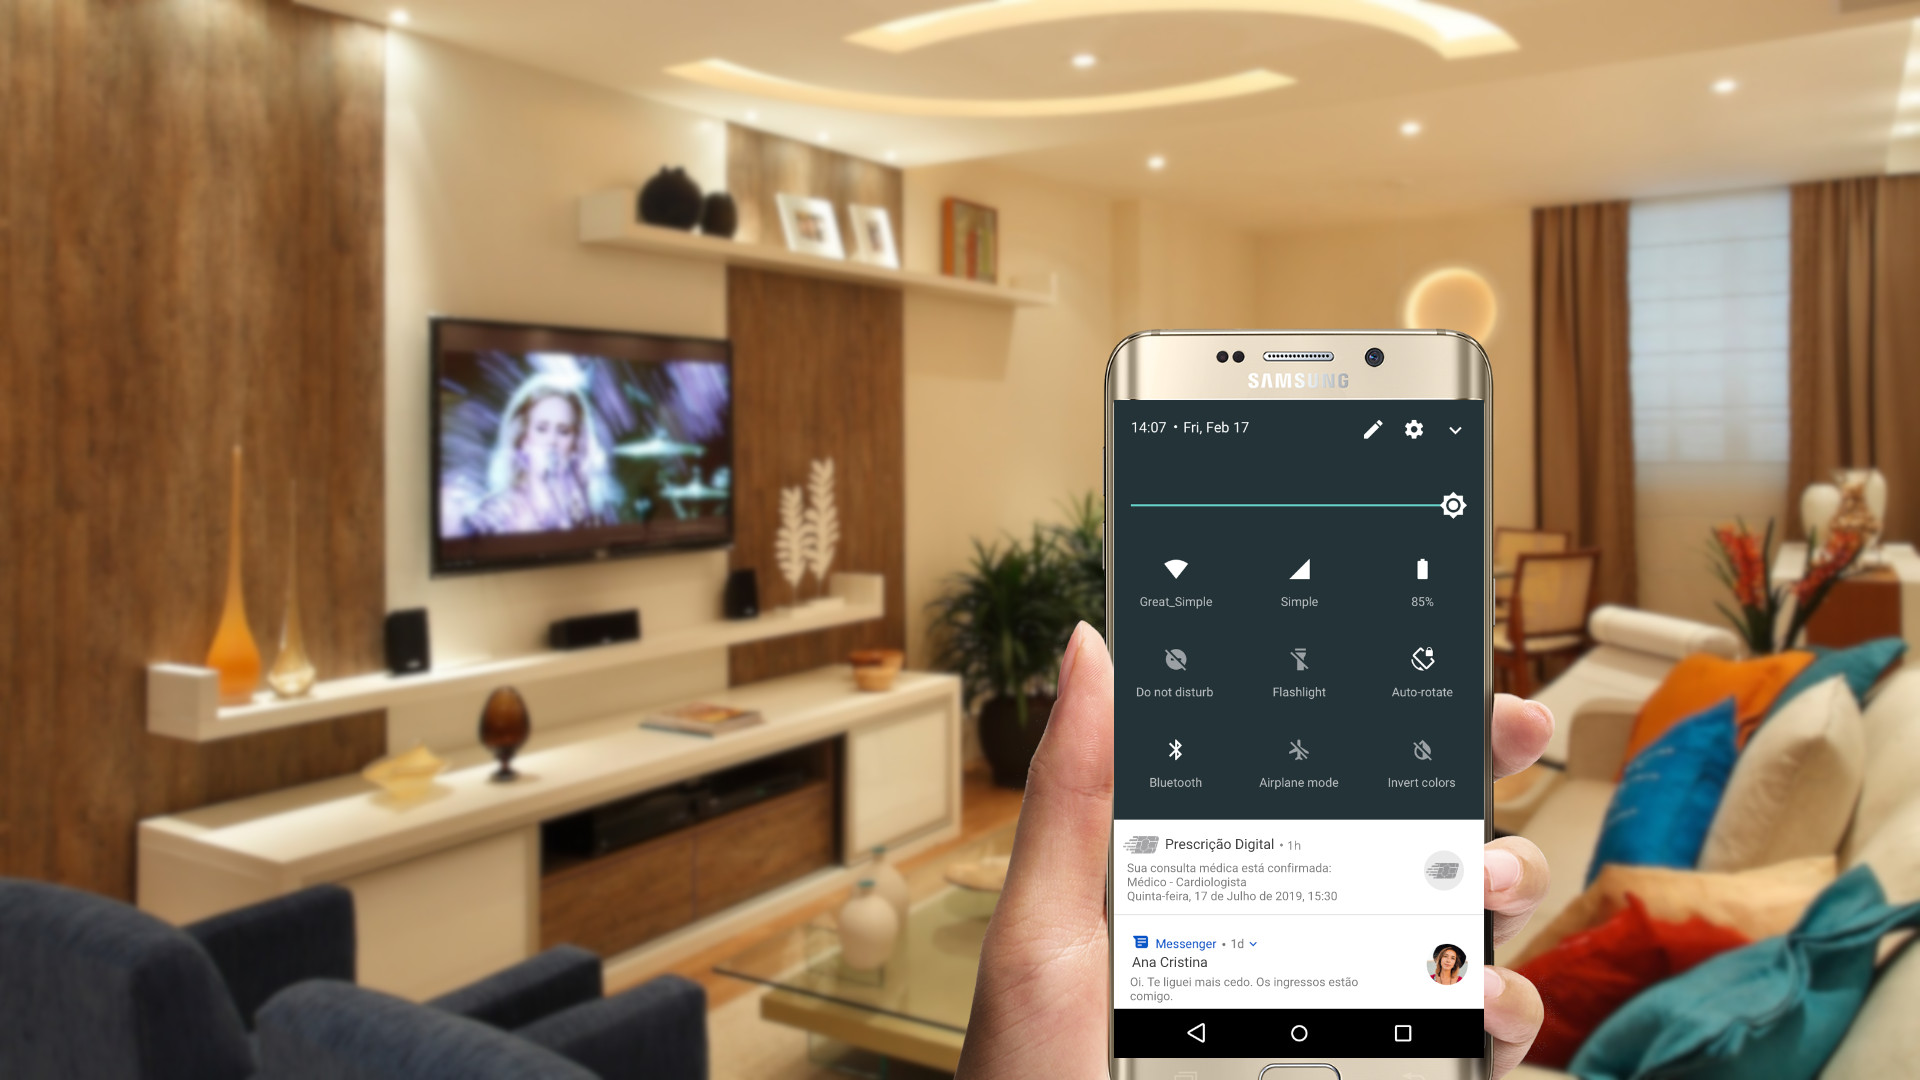 SAMSUNG
14:07 • Fri, Feb 17
Great_Simple
Simple
85%
Do not disturb
Flashlight
Auto-rotate
Bluetooth
Airplane mode
Invert colors
Prescrição Digital • 1h
Sua consulta médica está confirmada:
Médico - Cardiologista
Quinta-feira, 17 de Julho de 2019, 15:30
Messenger • 1d
Ana Cristina
Oi. Te liguei mais cedo. Os ingressos estão
comigo.